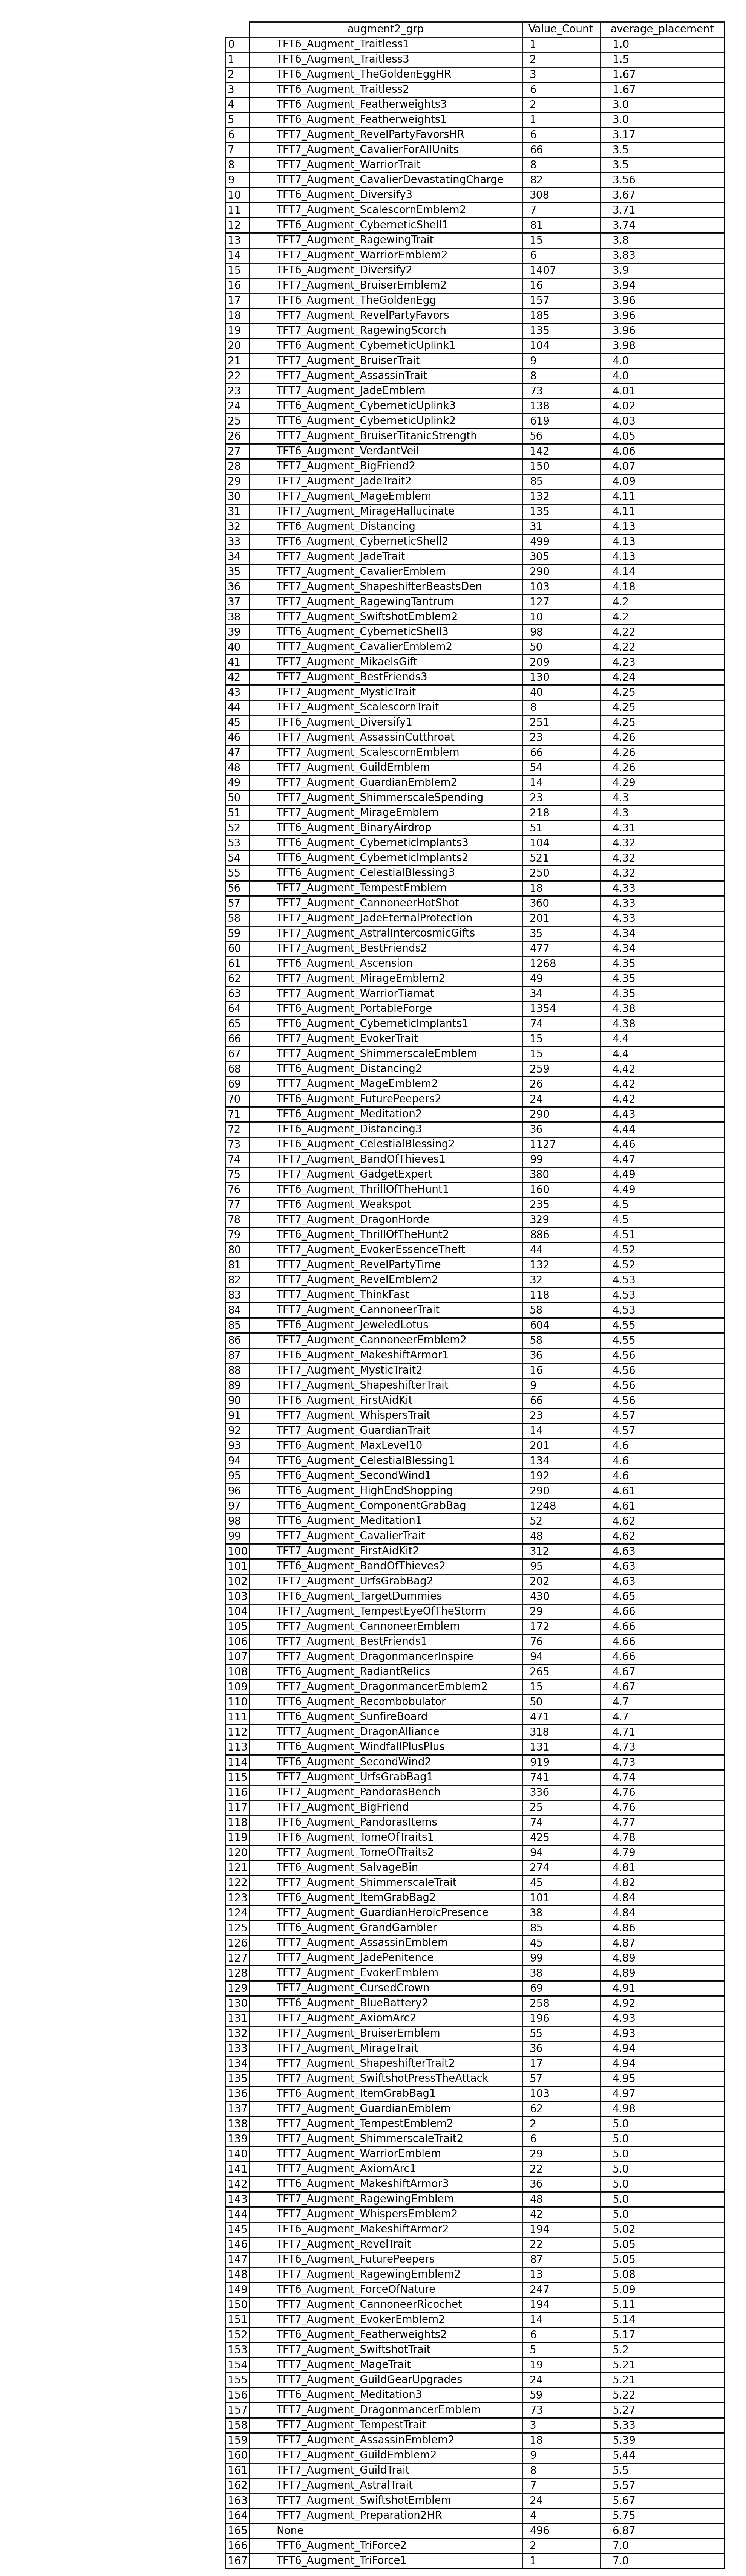 augment2_grp Value_Count average_placement
0 TFT6_Augment_Traitless1 1 1.0
1 TFT6_Augment_Traitless3 2 1.5
2 TFT6_Augment_TheGoldenEggHR 3 1.67
3 TFT6_Augment_Traitless2 6 1.67
4 TFT6_Augment_Featherweights3 2 3.0
5 TFT6_Augment_Featherweights1 1 3.0
6 TFT7_Augment_RevelPartyFavorsHR 6 3.17
7 TFT7_Augment_CavalierForAllUnits 66 3.5
8 TFT7_Augment_WarriorTrait 8 3.5
9 TFT7_Augment_CavalierDevastatingCharge 82 3.56
10 TFT6_Augment_Diversify3 308 3.67
11 TFT7_Augment_ScalescornEmblem2 7 3.71
12 TFT6_Augment_CyberneticShell1 81 3.74
13 TFT7_Augment_RagewingTrait 15 3.8
14 TFT7_Augment_WarriorEmblem2 6 3.83
15 TFT6_Augment_Diversify2 1407 3.9
16 TFT7_Augment_BruiserEmblem2 16 3.94
17 TFT6_Augment_TheGoldenEgg 157 3.96
18 TFT7_Augment_RevelPartyFavors 185 3.96
19 TFT7_Augment_RagewingScorch 135 3.96
20 TFT6_Augment_CyberneticUplink1 104 3.98
21 TFT7_Augment_BruiserTrait 9 4.0
22 TFT7_Augment_AssassinTrait 8 4.0
23 TFT7_Augment_JadeEmblem 73 4.01
24 TFT6_Augment_CyberneticUplink3 138 4.02
25 TFT6_Augment_CyberneticUplink2 619 4.03
26 TFT7_Augment_BruiserTitanicStrength 56 4.05
27 TFT6_Augment_VerdantVeil 142 4.06
28 TFT7_Augment_BigFriend2 150 4.07
29 TFT7_Augment_JadeTrait2 85 4.09
30 TFT7_Augment_MageEmblem 132 4.11
31 TFT7_Augment_MirageHallucinate 135 4.11
32 TFT6_Augment_Distancing 31 4.13
33 TFT6_Augment_CyberneticShell2 499 4.13
34 TFT7_Augment_JadeTrait 305 4.13
35 TFT7_Augment_CavalierEmblem 290 4.14
36 TFT7_Augment_ShapeshifterBeastsDen 103 4.18
37 TFT7_Augment_RagewingTantrum 127 4.2
38 TFT7_Augment_SwiftshotEmblem2 10 4.2
39 TFT6_Augment_CyberneticShell3 98 4.22
40 TFT7_Augment_CavalierEmblem2 50 4.22
41 TFT7_Augment_MikaelsGift 209 4.23
42 TFT7_Augment_BestFriends3 130 4.24
43 TFT7_Augment_MysticTrait 40 4.25
44 TFT7_Augment_ScalescornTrait 8 4.25
45 TFT6_Augment_Diversify1 251 4.25
46 TFT7_Augment_AssassinCutthroat 23 4.26
47 TFT7_Augment_ScalescornEmblem 66 4.26
48 TFT7_Augment_GuildEmblem 54 4.26
49 TFT7_Augment_GuardianEmblem2 14 4.29
50 TFT7_Augment_ShimmerscaleSpending 23 4.3
51 TFT7_Augment_MirageEmblem 218 4.3
52 TFT6_Augment_BinaryAirdrop 51 4.31
53 TFT6_Augment_CyberneticImplants3 104 4.32
54 TFT6_Augment_CyberneticImplants2 521 4.32
55 TFT6_Augment_CelestialBlessing3 250 4.32
56 TFT7_Augment_TempestEmblem 18 4.33
57 TFT7_Augment_CannoneerHotShot 360 4.33
58 TFT7_Augment_JadeEternalProtection 201 4.33
59 TFT7_Augment_AstralIntercosmicGifts 35 4.34
60 TFT7_Augment_BestFriends2 477 4.34
61 TFT6_Augment_Ascension 1268 4.35
62 TFT7_Augment_MirageEmblem2 49 4.35
63 TFT7_Augment_WarriorTiamat 34 4.35
64 TFT6_Augment_PortableForge 1354 4.38
65 TFT6_Augment_CyberneticImplants1 74 4.38
66 TFT7_Augment_EvokerTrait 15 4.4
67 TFT7_Augment_ShimmerscaleEmblem 15 4.4
68 TFT6_Augment_Distancing2 259 4.42
69 TFT7_Augment_MageEmblem2 26 4.42
70 TFT6_Augment_FuturePeepers2 24 4.42
71 TFT6_Augment_Meditation2 290 4.43
72 TFT6_Augment_Distancing3 36 4.44
73 TFT6_Augment_CelestialBlessing2 1127 4.46
74 TFT7_Augment_BandOfThieves1 99 4.47
75 TFT7_Augment_GadgetExpert 380 4.49
76 TFT6_Augment_ThrillOfTheHunt1 160 4.49
77 TFT6_Augment_Weakspot 235 4.5
78 TFT7_Augment_DragonHorde 329 4.5
79 TFT6_Augment_ThrillOfTheHunt2 886 4.51
80 TFT7_Augment_EvokerEssenceTheft 44 4.52
81 TFT7_Augment_RevelPartyTime 132 4.52
82 TFT7_Augment_RevelEmblem2 32 4.53
83 TFT7_Augment_ThinkFast 118 4.53
84 TFT7_Augment_CannoneerTrait 58 4.53
85 TFT6_Augment_JeweledLotus 604 4.55
86 TFT7_Augment_CannoneerEmblem2 58 4.55
87 TFT6_Augment_MakeshiftArmor1 36 4.56
88 TFT7_Augment_MysticTrait2 16 4.56
89 TFT7_Augment_ShapeshifterTrait 9 4.56
90 TFT6_Augment_FirstAidKit 66 4.56
91 TFT7_Augment_WhispersTrait 23 4.57
92 TFT7_Augment_GuardianTrait 14 4.57
93 TFT6_Augment_MaxLevel10 201 4.6
94 TFT6_Augment_CelestialBlessing1 134 4.6
95 TFT6_Augment_SecondWind1 192 4.6
96 TFT6_Augment_HighEndShopping 290 4.61
97 TFT6_Augment_ComponentGrabBag 1248 4.61
98 TFT6_Augment_Meditation1 52 4.62
99 TFT7_Augment_CavalierTrait 48 4.62
100 TFT7_Augment_FirstAidKit2 312 4.63
101 TFT6_Augment_BandOfThieves2 95 4.63
102 TFT7_Augment_UrfsGrabBag2 202 4.63
103 TFT6_Augment_TargetDummies 430 4.65
104 TFT7_Augment_TempestEyeOfTheStorm 29 4.66
105 TFT7_Augment_CannoneerEmblem 172 4.66
106 TFT7_Augment_BestFriends1 76 4.66
107 TFT7_Augment_DragonmancerInspire 94 4.66
108 TFT6_Augment_RadiantRelics 265 4.67
109 TFT7_Augment_DragonmancerEmblem2 15 4.67
110 TFT6_Augment_Recombobulator 50 4.7
111 TFT6_Augment_SunfireBoard 471 4.7
112 TFT7_Augment_DragonAlliance 318 4.71
113 TFT6_Augment_WindfallPlusPlus 131 4.73
114 TFT6_Augment_SecondWind2 919 4.73
115 TFT7_Augment_UrfsGrabBag1 741 4.74
116 TFT7_Augment_PandorasBench 336 4.76
117 TFT7_Augment_BigFriend 25 4.76
118 TFT6_Augment_PandorasItems 74 4.77
119 TFT6_Augment_TomeOfTraits1 425 4.78
120 TFT7_Augment_TomeOfTraits2 94 4.79
121 TFT6_Augment_SalvageBin 274 4.81
122 TFT7_Augment_ShimmerscaleTrait 45 4.82
123 TFT6_Augment_ItemGrabBag2 101 4.84
124 TFT7_Augment_GuardianHeroicPresence 38 4.84
125 TFT6_Augment_GrandGambler 85 4.86
126 TFT7_Augment_AssassinEmblem 45 4.87
127 TFT7_Augment_JadePenitence 99 4.89
128 TFT7_Augment_EvokerEmblem 38 4.89
129 TFT7_Augment_CursedCrown 69 4.91
130 TFT6_Augment_BlueBattery2 258 4.92
131 TFT7_Augment_AxiomArc2 196 4.93
132 TFT7_Augment_BruiserEmblem 55 4.93
133 TFT7_Augment_MirageTrait 36 4.94
134 TFT7_Augment_ShapeshifterTrait2 17 4.94
135 TFT7_Augment_SwiftshotPressTheAttack 57 4.95
136 TFT6_Augment_ItemGrabBag1 103 4.97
137 TFT7_Augment_GuardianEmblem 62 4.98
138 TFT7_Augment_TempestEmblem2 2 5.0
139 TFT7_Augment_ShimmerscaleTrait2 6 5.0
140 TFT7_Augment_WarriorEmblem 29 5.0
141 TFT7_Augment_AxiomArc1 22 5.0
142 TFT6_Augment_MakeshiftArmor3 36 5.0
143 TFT7_Augment_RagewingEmblem 48 5.0
144 TFT7_Augment_WhispersEmblem2 42 5.0
145 TFT6_Augment_MakeshiftArmor2 194 5.02
146 TFT7_Augment_RevelTrait 22 5.05
147 TFT6_Augment_FuturePeepers 87 5.05
148 TFT7_Augment_RagewingEmblem2 13 5.08
149 TFT6_Augment_ForceOfNature 247 5.09
150 TFT7_Augment_CannoneerRicochet 194 5.11
151 TFT7_Augment_EvokerEmblem2 14 5.14
152 TFT6_Augment_Featherweights2 6 5.17
153 TFT7_Augment_SwiftshotTrait 5 5.2
154 TFT7_Augment_MageTrait 19 5.21
155 TFT7_Augment_GuildGearUpgrades 24 5.21
156 TFT6_Augment_Meditation3 59 5.22
157 TFT7_Augment_DragonmancerEmblem 73 5.27
158 TFT7_Augment_TempestTrait 3 5.33
159 TFT7_Augment_AssassinEmblem2 18 5.39
160 TFT7_Augment_GuildEmblem2 9 5.44
161 TFT7_Augment_GuildTrait 8 5.5
162 TFT7_Augment_AstralTrait 7 5.57
163 TFT7_Augment_SwiftshotEmblem 24 5.67
164 TFT7_Augment_Preparation2HR 4 5.75
165 None 496 6.87
166 TFT6_Augment_TriForce2 2 7.0
167 TFT6_Augment_TriForce1 1 7.0